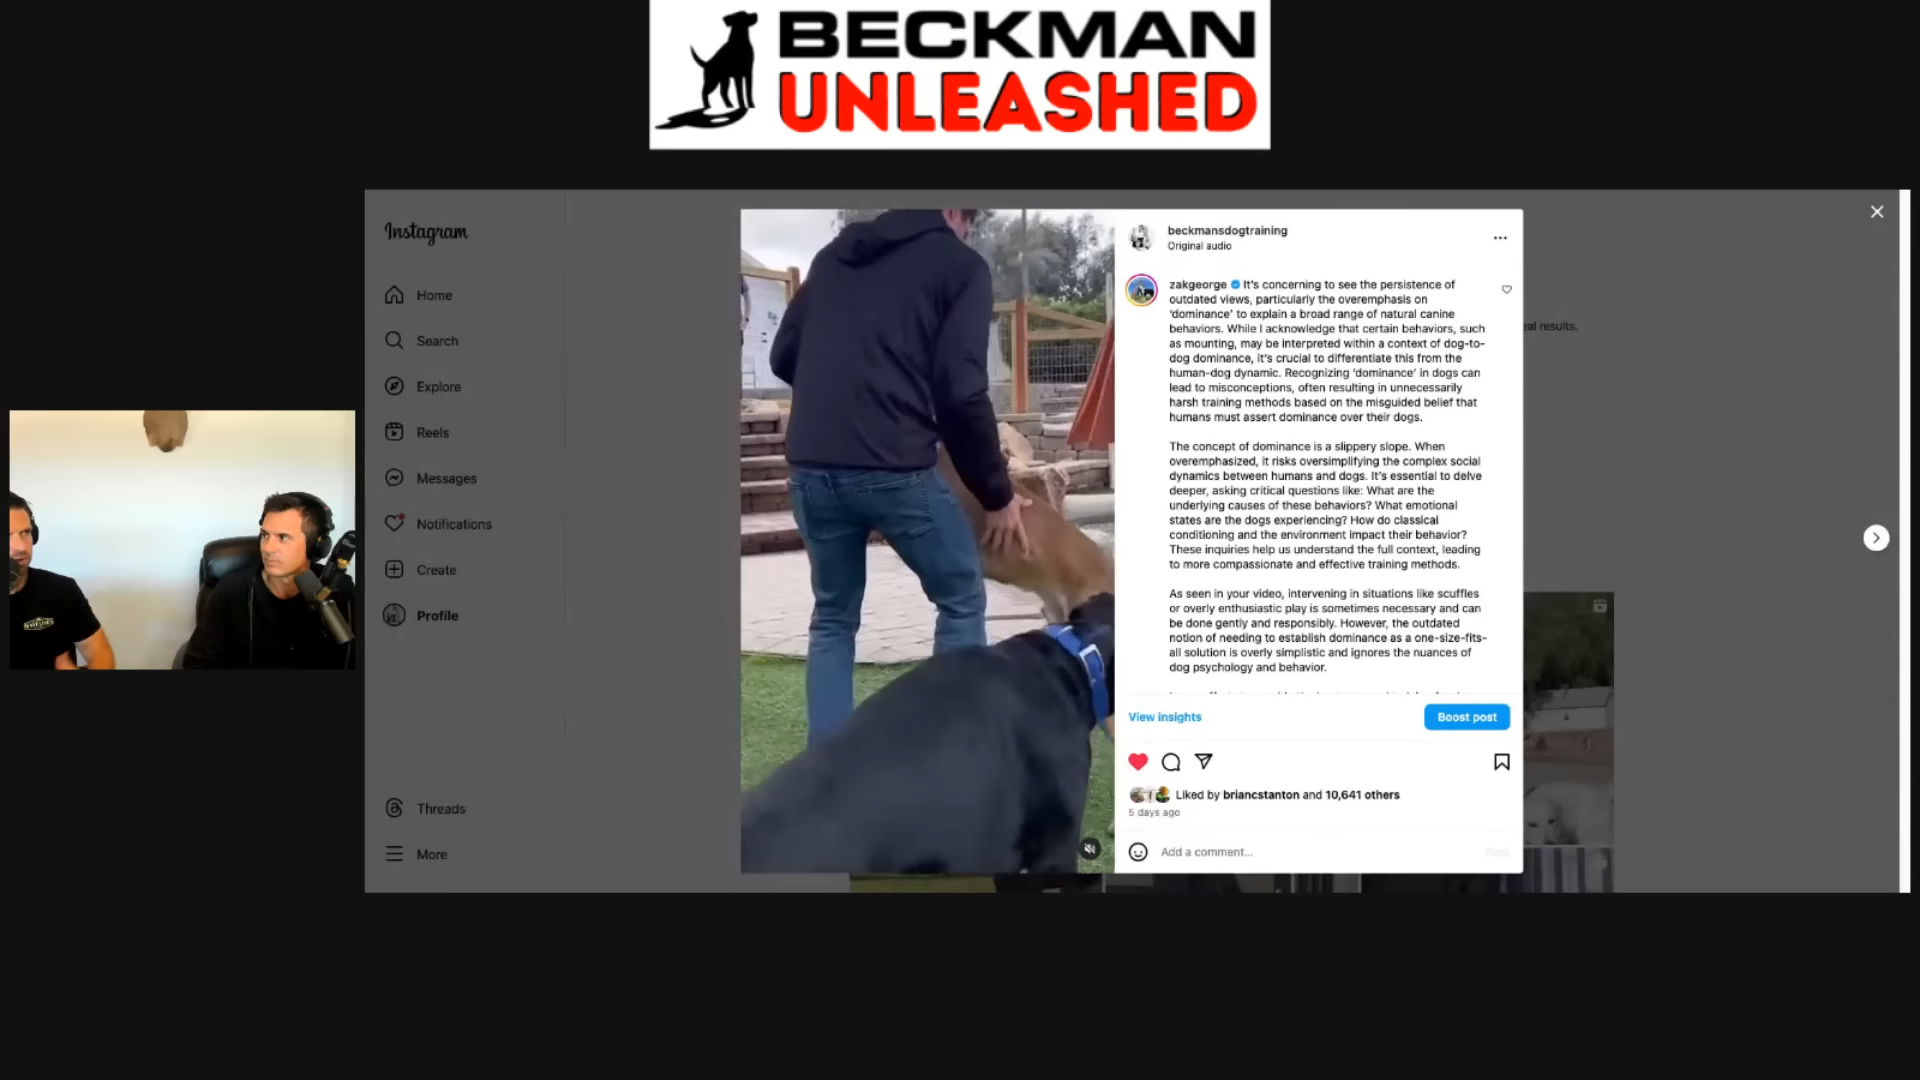 BECKMAN
UNLEASHED
Instagram
Home
Search
Explore
Reels
Messages
Notifications
Create
Profile
Threads
More
beckmansdogtraining
Original audio
zakgeorge It's concerning to see the persistence of
outdated views, particularly the overemphasis on
'dominance' to explain a broad range of natural canine
behaviors. While I acknowledge that certain behaviors, such
as mounting, may be interpreted within a context of dog-to-
dog dominance, it's crucial to differentiate this from the
human-dog dynamic. Recognizing 'dominance' in dogs can
lead to misconceptions, often resulting in unnecessarily
harsh training methods based on the misguided belief that
humans must assert dominance over their dogs.
The concept of dominance is a slippery slope. When
overemphasized, it risks oversimplifying the complex social
dynamics between humans and dogs. It's essential to delve
deeper, asking critical questions like: What are the
underlying causes of these behaviors? What emotional
states are the dogs experiencing? How do classical
conditioning and the environment impact their behavior?
These inquiries help us understand the full context, leading
to more compassionate and effective training methods.
As seen in your video, intervening in situations like scuffles
or overly enthusiastic play is sometimes necessary and can
be done gently and responsibly. However, the outdated
notion of needing to establish dominance as a one-size-fits-
all solution is overly simplistic and ignores the nuances of
dog psychology and behavior.
View insights
Boost post
Liked by briancstanton and 10,641 others
5 days ago
Add a comment...
Post
results.